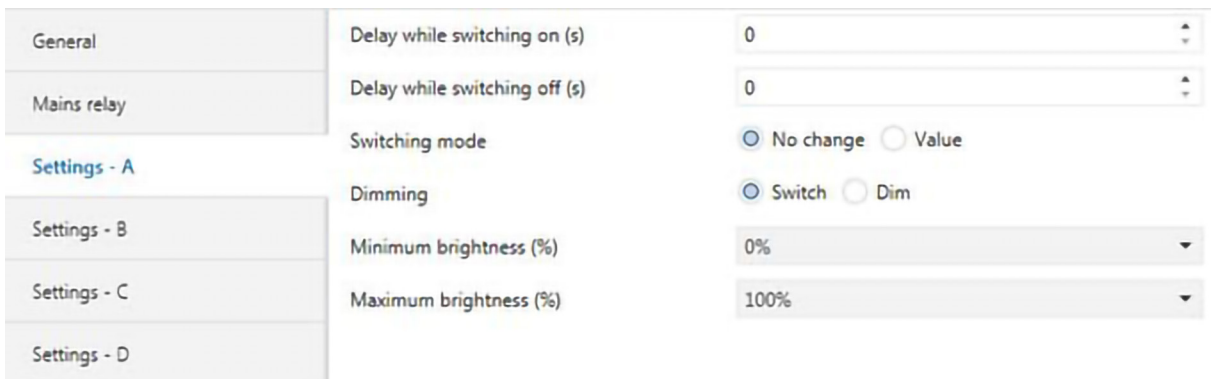 General
Mains relay
Settings - A
Settings - B
Settings - C
Settings - D
Delay while switching on (s) 0
Delay while switching off (s) 0
Switching mode No change Value
Dimming Switch Dim
Minimum brightness (%) 0%
Maximum brightness (%) 100%